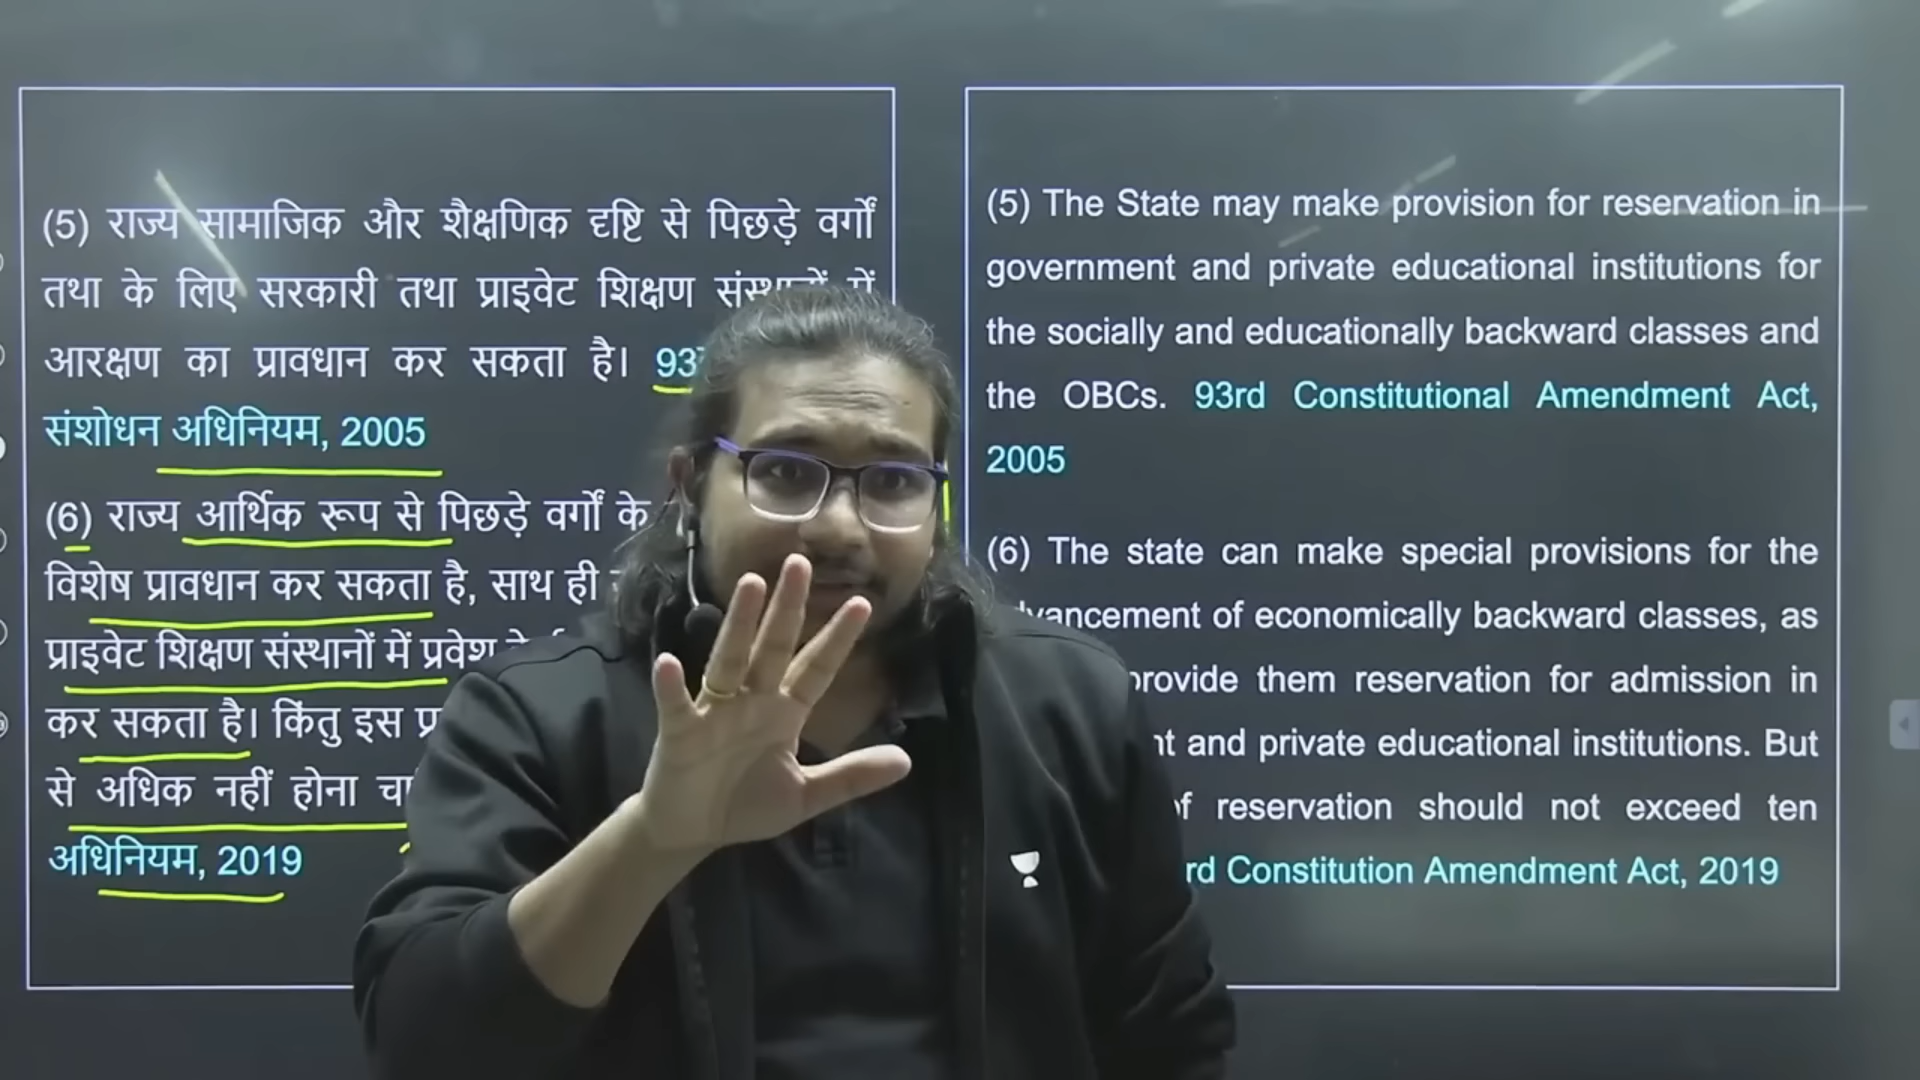 (5) राज्य सामाजिक और शैक्षणिक दृष्टि से पिछड़े वर्गों
तथा के लिए सरकारी तथा प्राइवेट शिक्षण संस्थानों में
आरक्षण का प्रावधान कर सकता है। 93
संशोधन अधिनियम, 2005
(6) राज्य आर्थिक रूप से पिछड़े वर्गों के
विशेष प्रावधान कर सकता है, साथ ही
प्राइवेट शिक्षण संस्थानों में प्रवेश
कर सकता है। किंतु इस
से अधिक नहीं होना
अधिनियम, 2019
(5) The State may make provision for reservation in
government and private educational institutions for
the socially and educationally backward classes and
the OBCs. 93rd Constitutional Amendment Act,
2005
(6) The state can make special provisions for the
of economically backward classes, as
provide them reservation for admission in
and private educational institutions. But
reservation should not exceed ten
rd Constitution Amendment Act, 2019